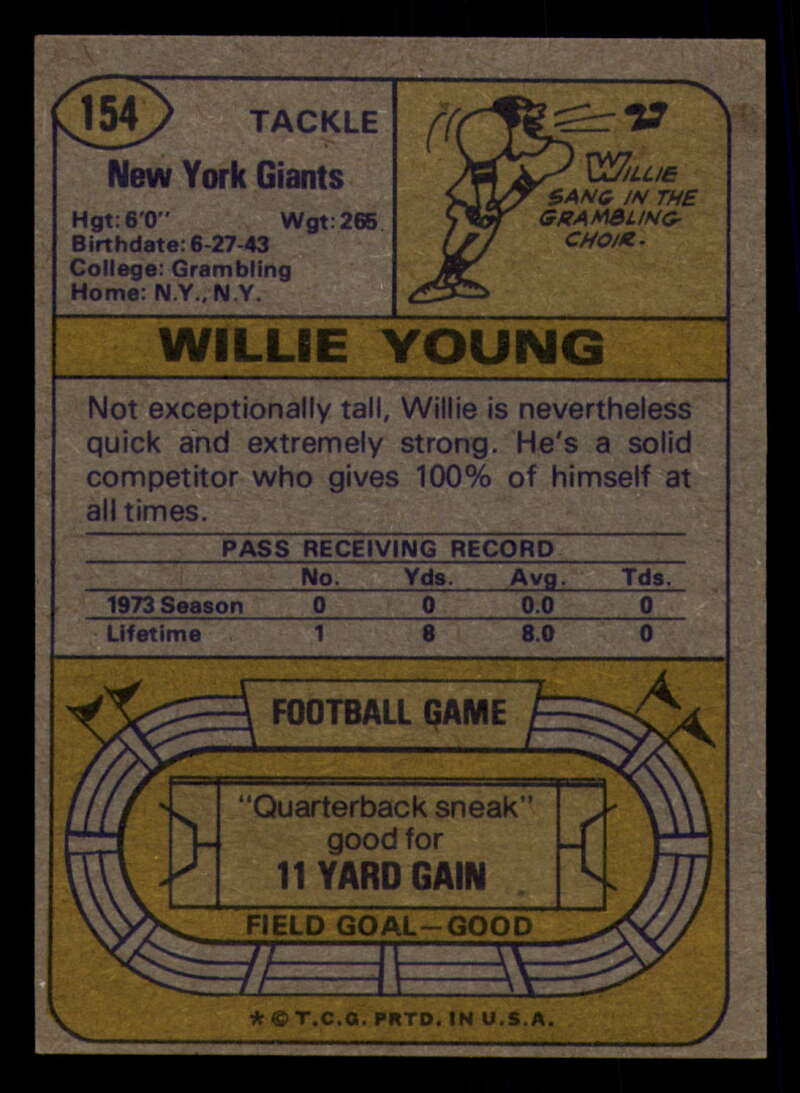 154
TACKLE
New York Giants
Hgt: 6'0" Wgt: 265
Birthdate: 6-27-43
College: Grambling
Home: N.Y., N.Y.
WILLIE
SANG IN THE
GRAMBLING
CHOIR.
WILLIE YOUNG
Not exceptionally tall, Willie is nevertheless
quick and extremely strong. He's a solid
competitor who gives 100% of himself at
all times.
PASS RECEIVING RECORD
No. Yds. Avg. Tds.
1973 Season 0 0 0.0 0
Lifetime 1 8 8.0 0
FOOTBALL GAME
"Quarterback sneak"
good for
11 YARD GAIN
FIELD GOAL—GOOD
* © T.C.G. PRTD. IN U.S.A.